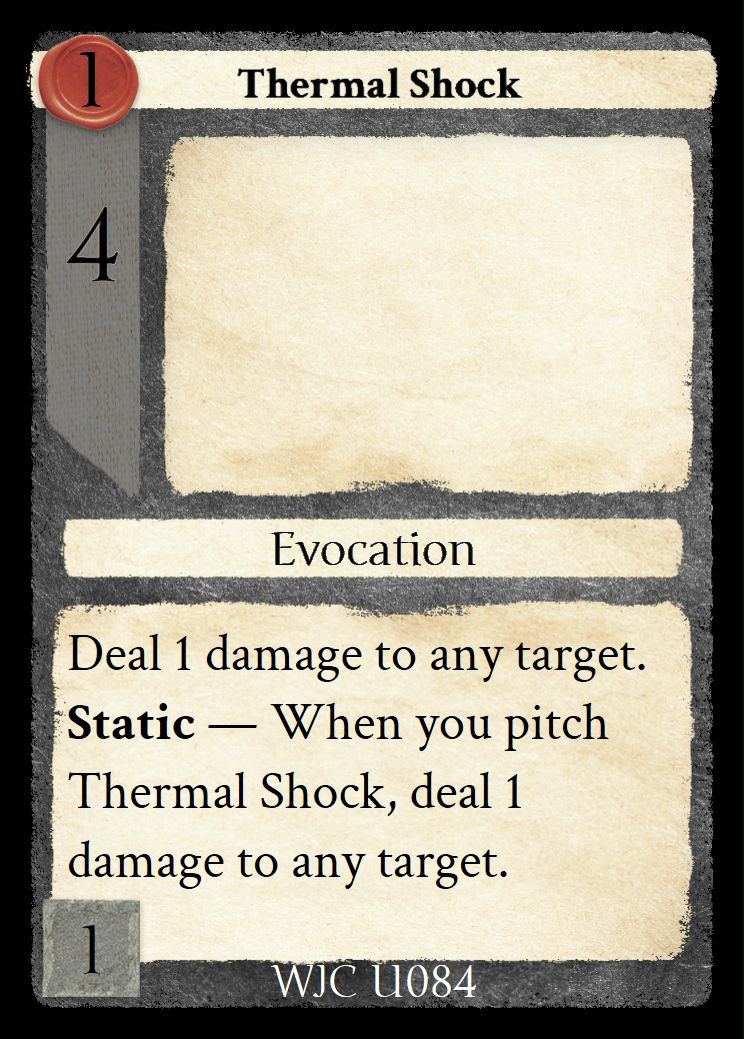 1
Thermal Shock
4
Evocation
Deal 1 damage to any target.
Static — When you pitch
Thermal Shock, deal 1
damage to any target.
1
WJC U084